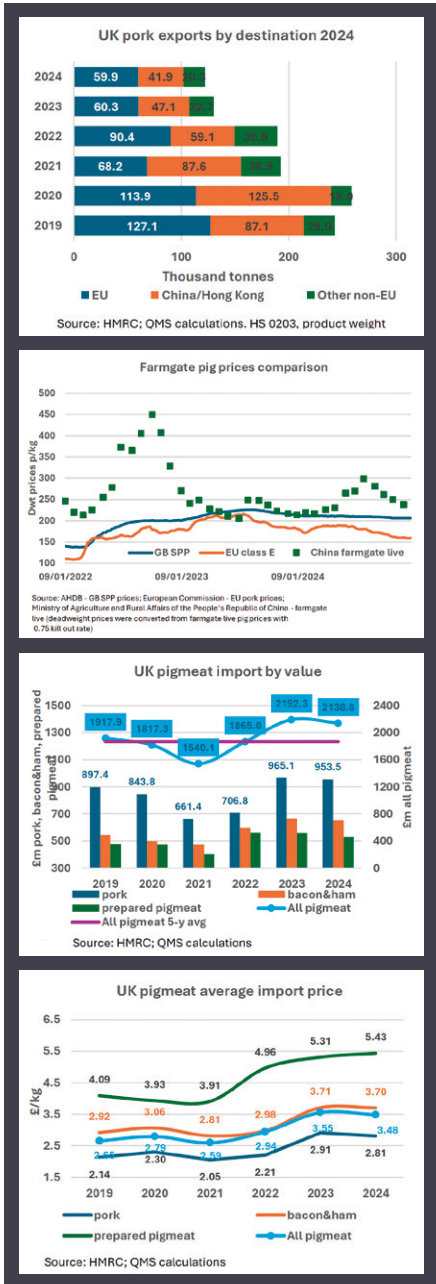 UK pork exports by destination 2024
2024 59.9 41.9
2023 60.3 47.1
2022 90.4 59.1
2021 68.2 87.6 36.9
2020 113.9 125.5
2019 127.1 87.1
0 100 200 300
Thousand tonnes
EU China/Hong Kong Other non-EU
Source: HMRC; QMS calculations. HS 0203, product weight
Farmgate pig prices comparison
Dwt prices p/kg
500
450
400
350
300
250
200
150
100
GB SPP EU class E China farmgate live
09/01/2022 09/01/2023 09/01/2024
Source: AHDB - GB SPP prices; European Commission - EU pork prices;
Ministry of Agriculture and Rural Affairs of the People's Republic of China - farmgate
live (deadweight prices were converted from farmgate live pig prices with
0.75 kill out rate)
UK pigmeat import by value
£m pork, bacon&ham, prepared
pigmeat
1500
1300
1100
900
700
500
300
1917.9 1817.3 1540.1 1865.0 2192.3 2138.8
897.4 843.8 661.4 706.8 965.1 953.5
2400
2000
1600
1200
800
400
0
£m all pigmeat
2019 2020 2021 2022 2023 2024
pork bacon&ham
prepared pigmeat All pigmeat
All pigmeat 5-y avg
Source: HMRC; QMS calculations
UK pigmeat average import price
£/kg
6.5
5.5
4.5
3.5
2.5
1.5
4.09 3.93 3.91 4.96 5.31 5.43
2.92 3.06 2.81 2.98 3.71 3.70
2.65 2.79 2.59 2.94 3.55 3.48
2.14 2.30 2.05 2.21 2.91 2.81
2019 2020 2021 2022 2023 2024
pork bacon&ham
prepared pigmeat All pigmeat
Source: HMRC; QMS calculations